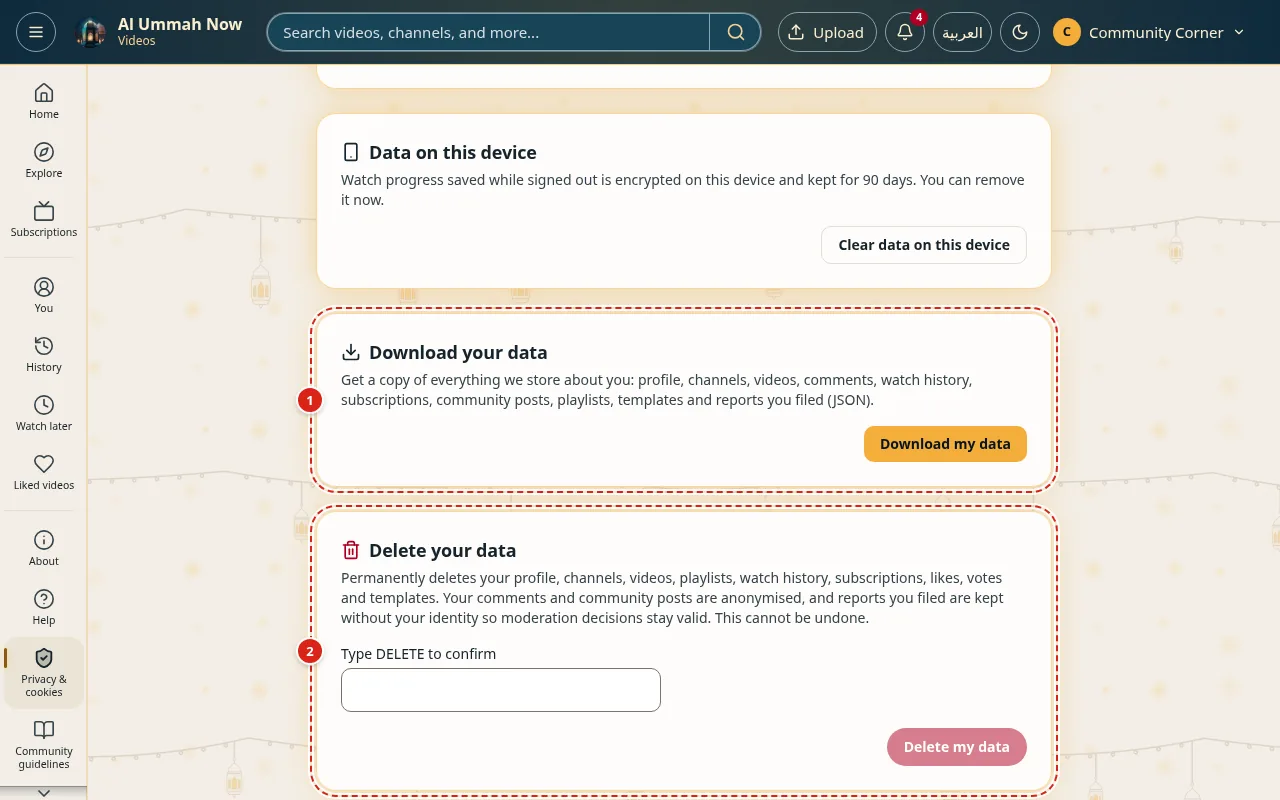 Al Ummah Now
Videos
Search videos, channels, and more...
Upload
4
العربية
C
Community Corner
Home
Explore
Subscriptions
You
History
Watch later
Liked videos
About
Help
Privacy &
cookies
Community
guidelines
Data on this device
Watch progress saved while signed out is encrypted on this device and kept for 90 days. You can remove
it now.
Clear data on this device
1
Download your data
Get a copy of everything we store about you: profile, channels, videos, comments, watch history,
subscriptions, community posts, playlists, templates and reports you filed (JSON).
Download my data
2
Delete your data
Permanently deletes your profile, channels, videos, playlists, watch history, subscriptions, likes, votes
and templates. Your comments and community posts are anonymised, and reports you filed are kept
without your identity so moderation decisions stay valid. This cannot be undone.
Type DELETE to confirm
Delete my data